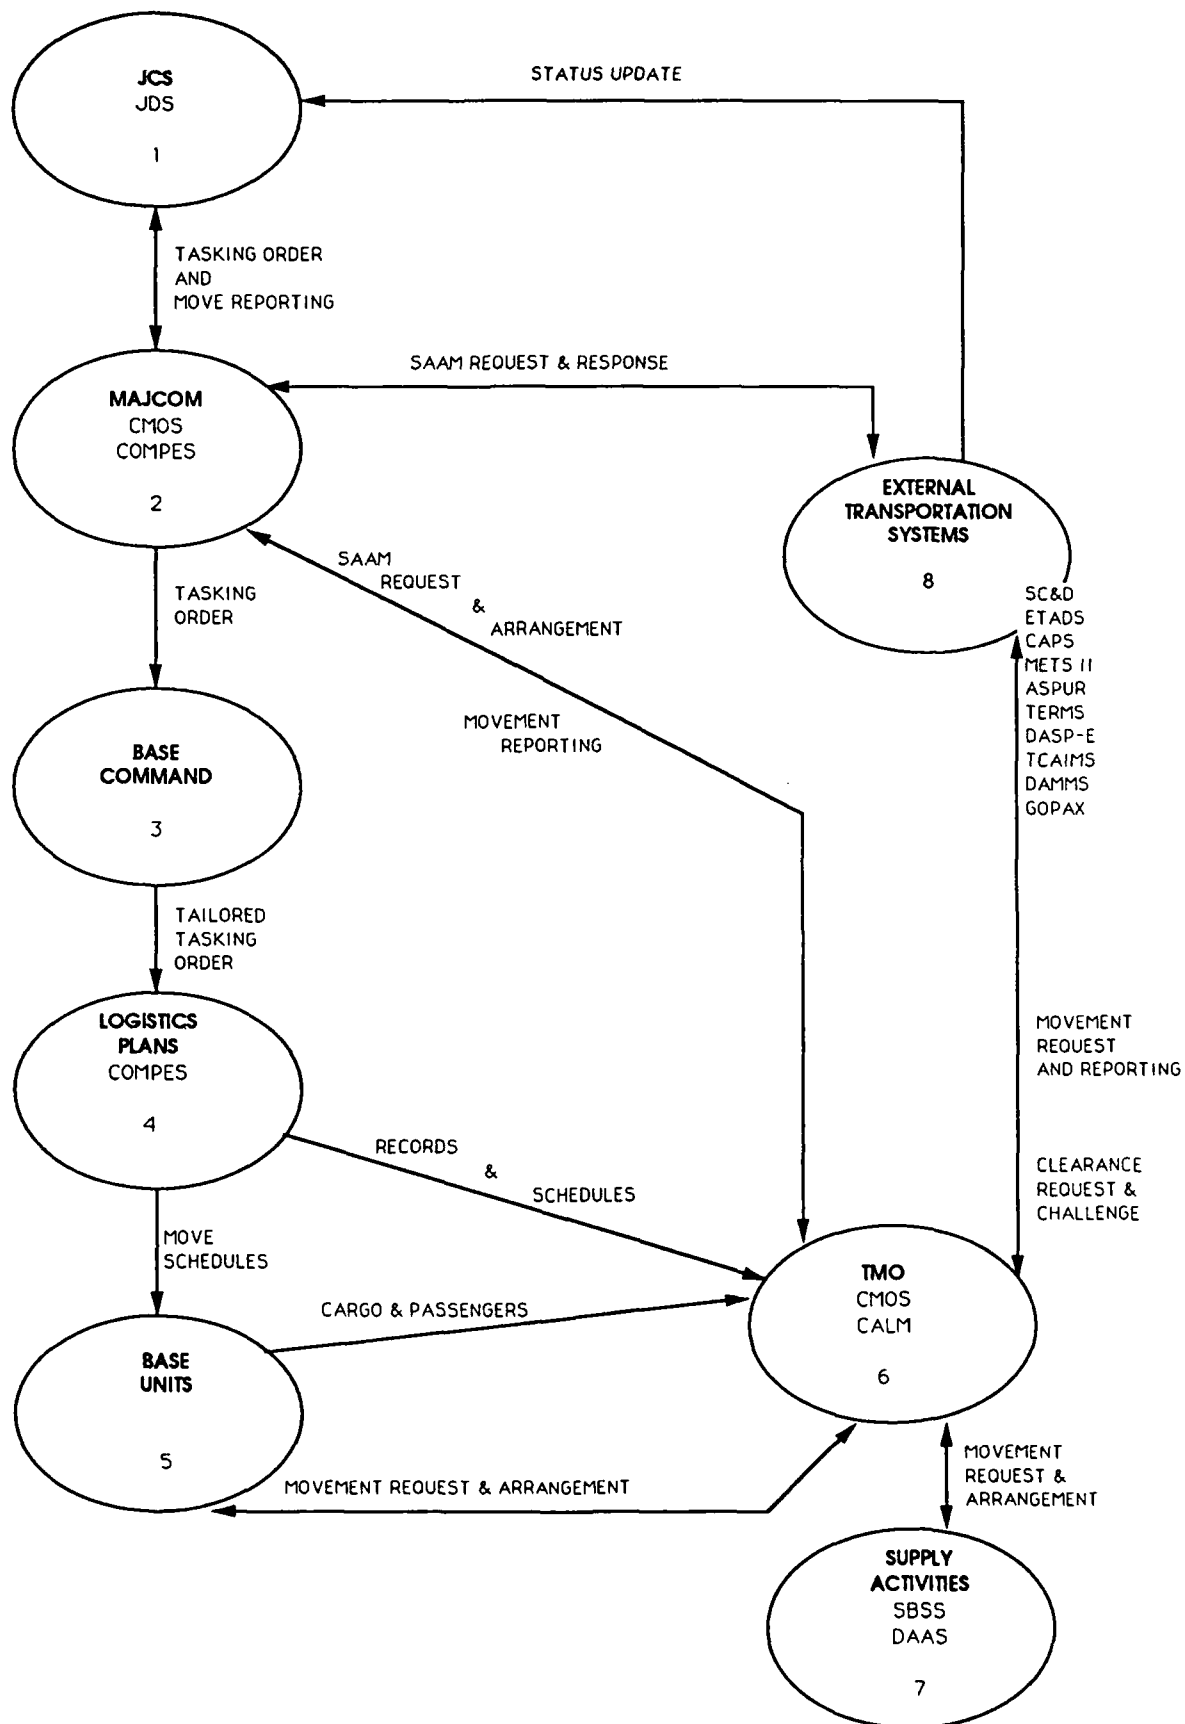 JCS
JDS
1
STATUS UPDATE
TASKING ORDER
AND
MOVE REPORTING
SAAM REQUEST & RESPONSE
MAJCOM
CMOS
COMPES
2
EXTERNAL
TRANSPORTATION
SYSTEMS
8
SC&D
ETADS
CAPS
METS II
ASPUR
TERMS
DASP-E
TCAIMS
DAMMS
GOPAX
SAAM
REQUEST
&
ARRANGEMENT
MOVEMENT
REPORTING
TASKING
ORDER
BASE
COMMAND
3
TAILORED
TASKING
ORDER
LOGISTICS
PLANS
COMPES
4
MOVEMENT
REQUEST
AND REPORTING
CLEARANCE
REQUEST &
CHALLENGE
RECORDS
&
SCHEDULES
MOVE
SCHEDULES
CARGO & PASSENGERS
TMO
CMOS
CALM
6
BASE
UNITS
5
MOVEMENT REQUEST & ARRANGEMENT
MOVEMENT
REQUEST &
ARRANGEMENT
SUPPLY
ACTIVITIES
SBSS
DAAS
7